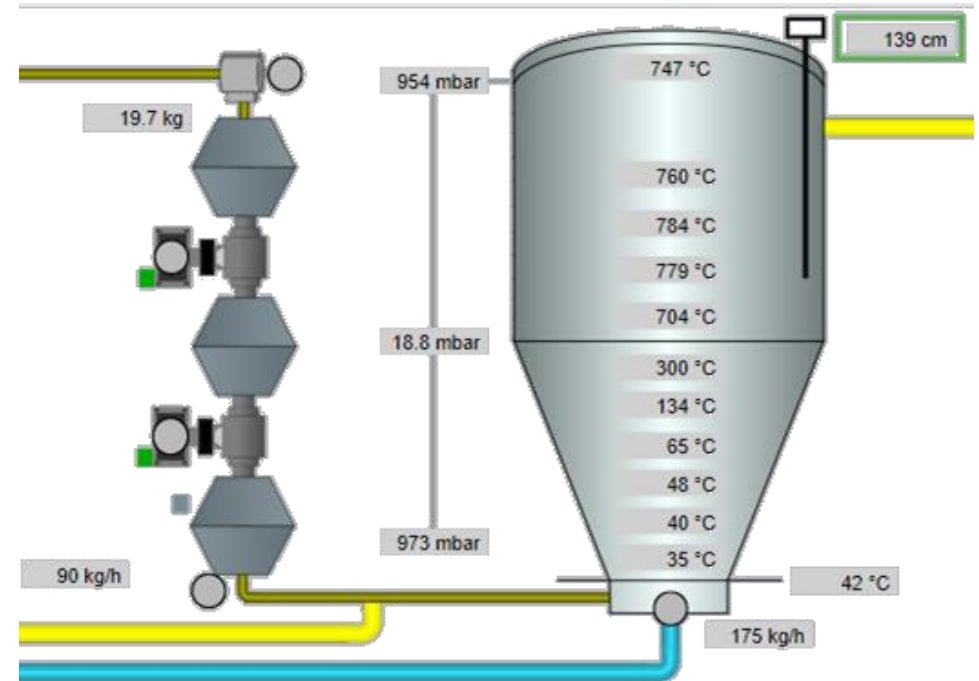 139 cm
747 °C
954 mbar
19.7 kg
760 °C
784 °C
779 °C
704 °C
18.8 mbar
300 °C
134 °C
65 °C
48 °C
40 °C
973 mbar
35 °C
90 kg/h
42 °C
175 kg/h